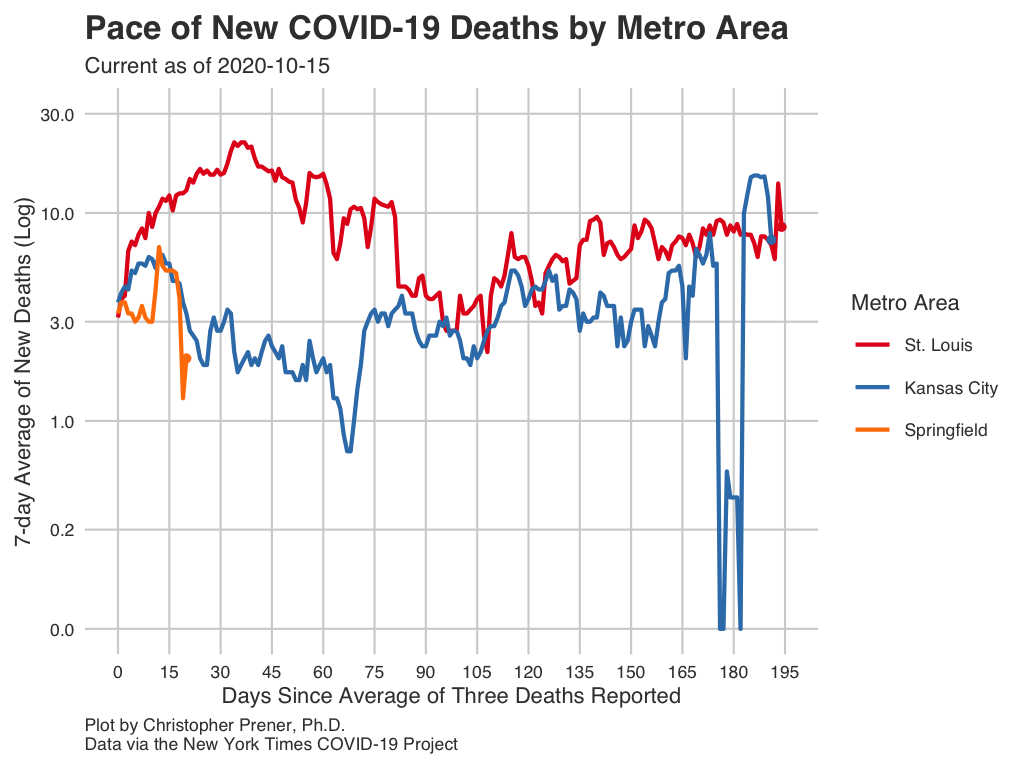 Pace of New COVID-19 Deaths by Metro Area
Current as of 2020-10-15
7-day Average of New Deaths (Log)
30.0
10.0
3.0
1.0
0.2
0.0
0 15 30 45 60 75 90 105 120 135 150 165 180 195
Days Since Average of Three Deaths Reported
Metro Area
St. Louis
Kansas City
Springfield
Plot by Christopher Prener, Ph.D.
Data via the New York Times COVID-19 Project